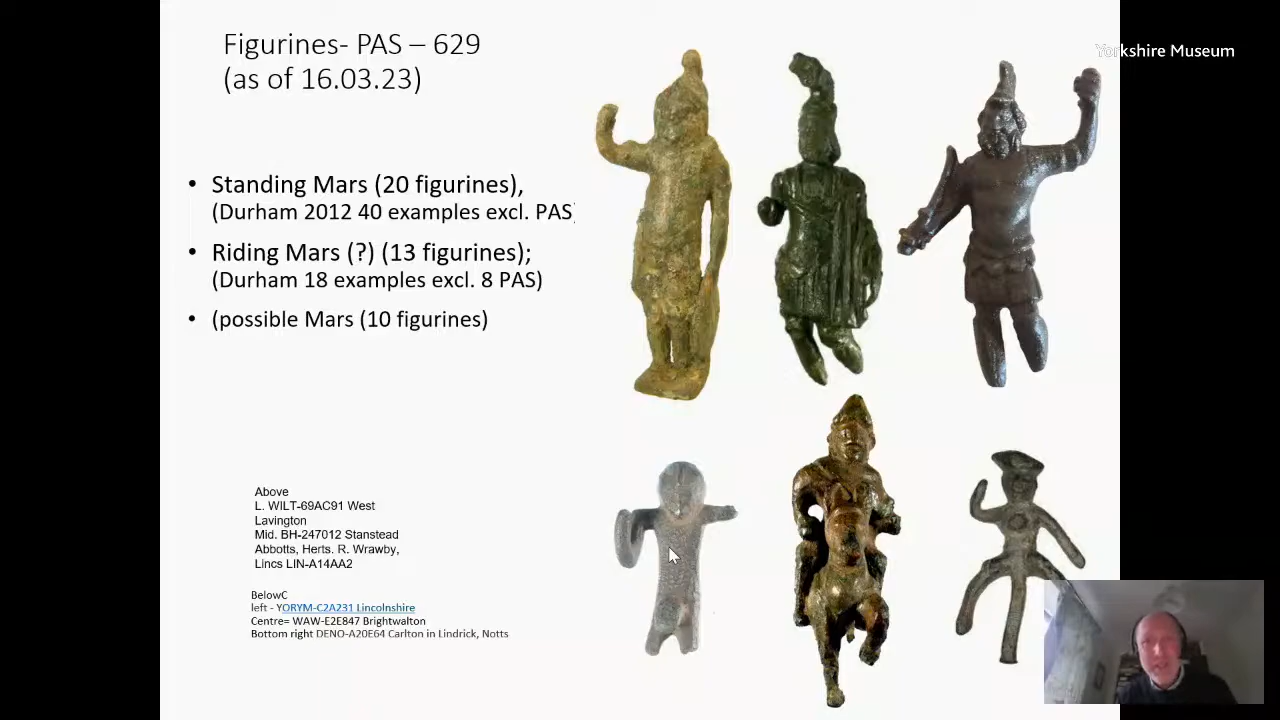 Figurines- PAS – 629
(as of 16.03.23)
Yorkshire Museum
• Standing Mars (20 figurines),
(Durham 2012 40 examples excl. PAS)
• Riding Mars (?) (13 figurines);
(Durham 18 examples excl. 8 PAS)
• (possible Mars (10 figurines)
Above
L. WILT-69AC91 West
Lavington
Mid. BH-247012 Stanstead
Abbotts, Herts. R. Wrawby,
Lincs LIN-A14AA2
BelowC
left - YORYM-C2A231 Lincolnshire
Centre= WAW-E2E847 Brightwalton
Bottom right DENO-A20E64 Carlton in Lindrick, Notts